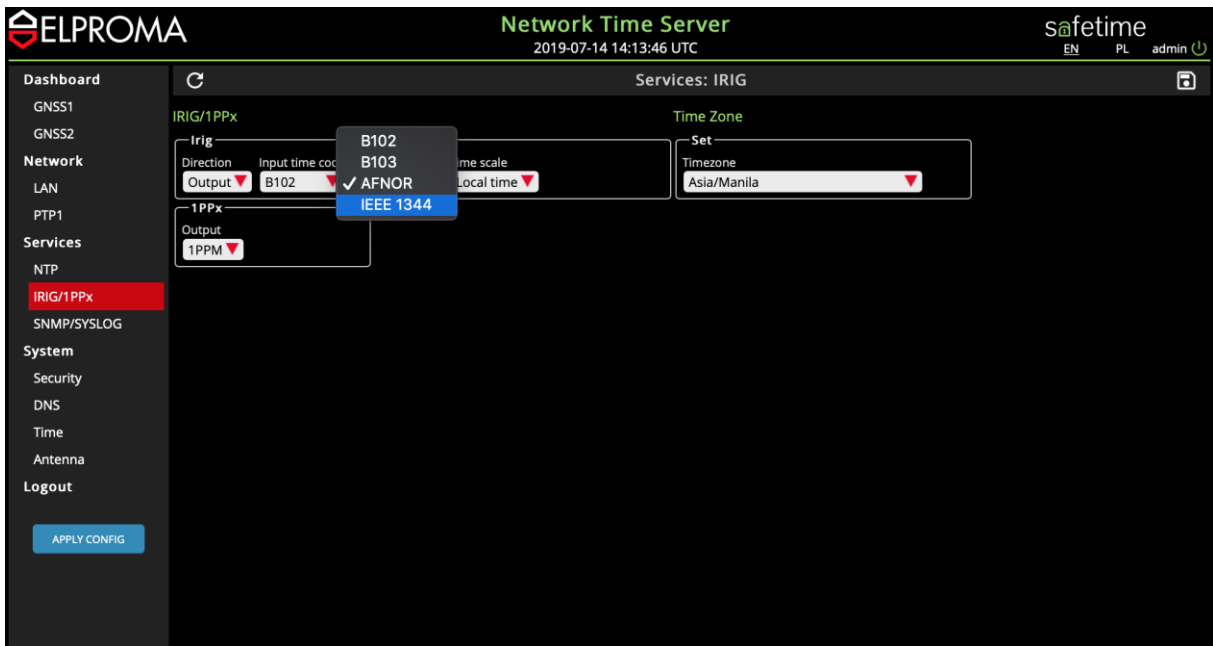 ELPROMA
Network Time Server
2019-07-14 14:13:46 UTC
safetime
EN PL admin
Dashboard
GNSS1
GNSS2
Network
LAN
PTP1
Services
NTP
IRIG/1PPx
SNMP/SYSLOG
System
Security
DNS
Time
Antenna
Logout
APPLY CONFIG
Services: IRIG
IRIG/1PPx
Irig
Direction Input time cod
Output B102
B102
B103
✓ AFNOR
IEEE 1344
me scale
Local time
1PPx
Output
1PPM
Time Zone
Set
Timezone
Asia/Manila